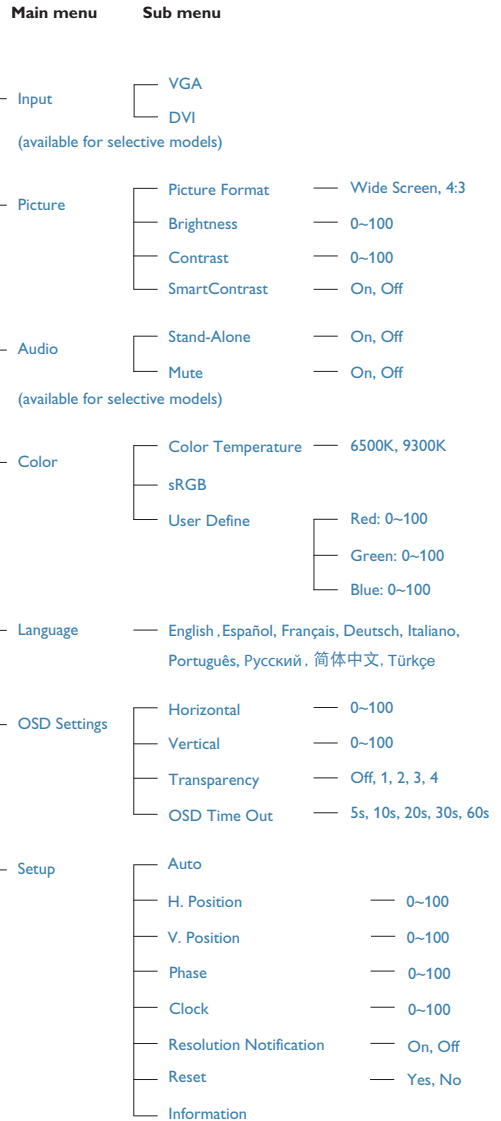 Main menu Sub menu
Input VGA
DVI
(available for selective models)
Picture Picture Format Wide Screen, 4:3
Brightness 0~100
Contrast 0~100
SmartContrast On, Off
Audio Stand-Alone On, Off
Mute On, Off
(available for selective models)
Color Color Temperature 6500K, 9300K
sRGB
User Define Red: 0~100
Green: 0~100
Blue: 0~100
Language English ,Español, Français, Deutsch, Italiano,
Português, Русский , 简体中文, Türkçe
OSD Settings Horizontal 0~100
Vertical 0~100
Transparency Off, 1, 2, 3, 4
OSD Time Out 5s, 10s, 20s, 30s, 60s
Setup Auto
H. Position 0~100
V. Position 0~100
Phase 0~100
Clock 0~100
Resolution Notification On, Off
Reset Yes, No
Information